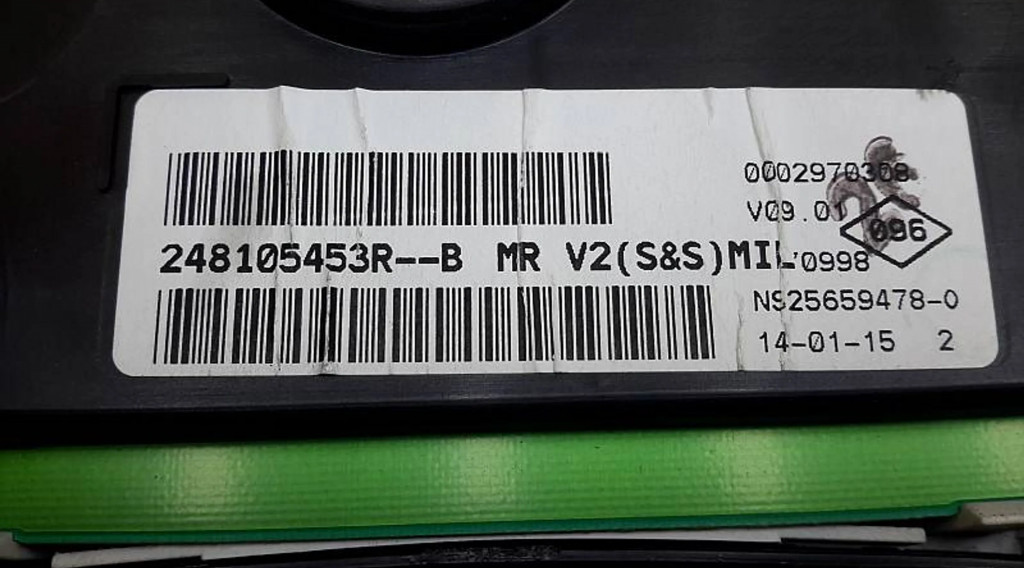 0002970308
V09.01
096
248105453R--B MR V2(S&S)MIL'0998
NS25659478-0
14-01-15 2